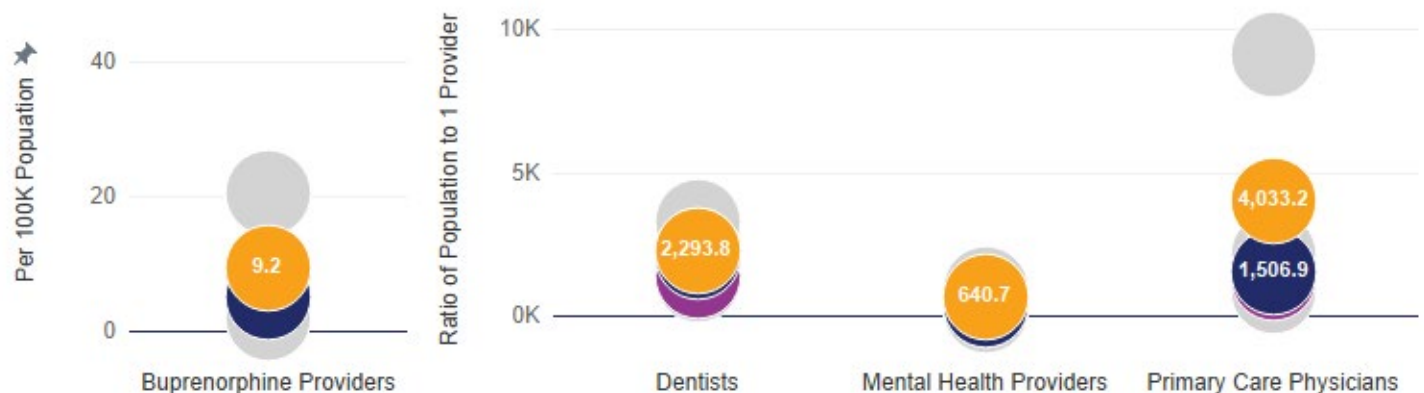 Per 100K Popuation
40
20
0
9.2
Buprenorphine Providers
Ratio of Population to 1 Provider
10K
5K
0K
2,293.8
640.7
4,033.2
1,506.9
Dentists
Mental Health Providers
Primary Care Physicians